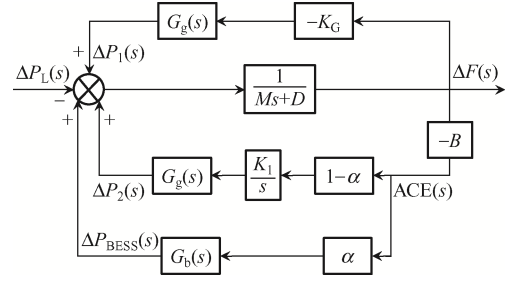 G_g(s)
−K_G
+
ΔP_1(s)
ΔP_L(s)
−
+
+
1
Ms+D
ΔF(s)
−B
ΔP_2(s)
G_g(s)
K_1
s
1−α
ACE(s)
ΔP_BESS(s)
G_b(s)
α